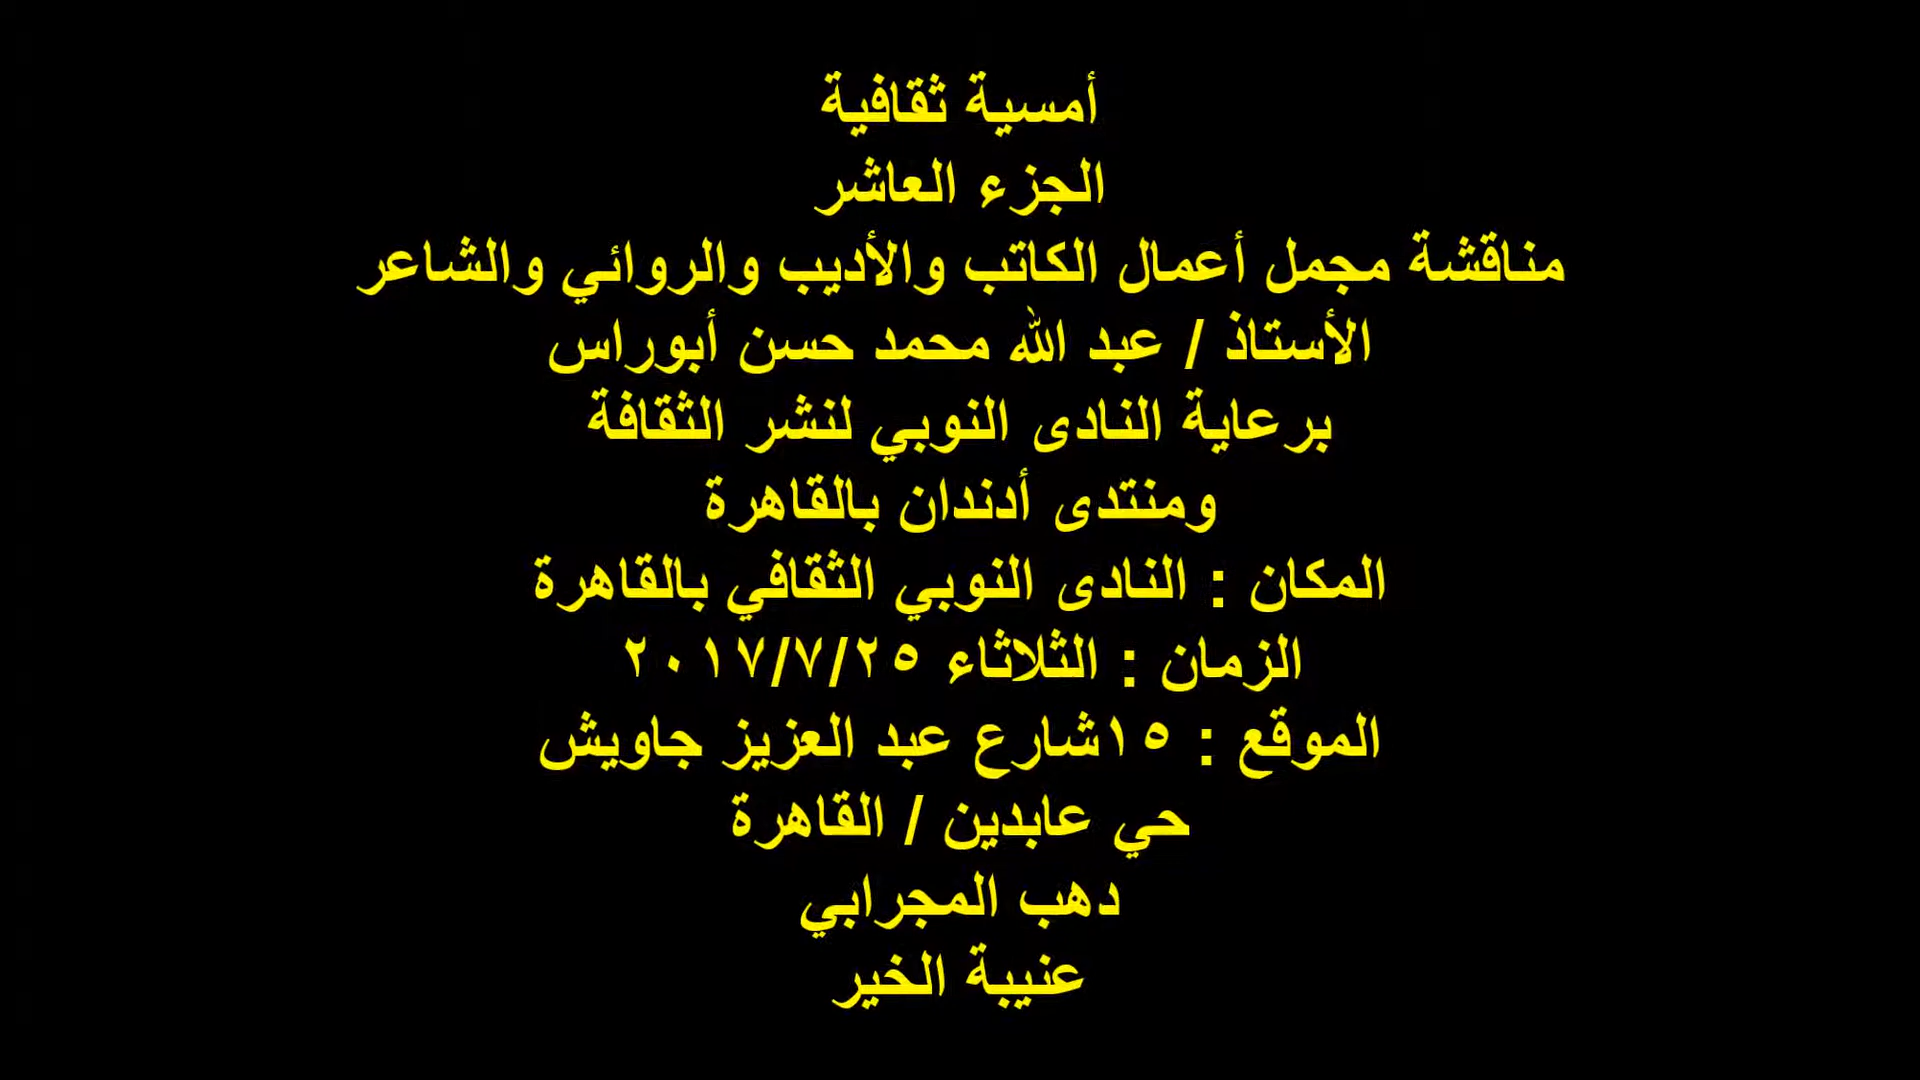 أمسية ثقافية
الجزء العاشر
مناقشة مجمل أعمال الكاتب والأديب والروائي والشاعر
الأستاذ / عبد الله محمد حسن أبوراس
برعاية النادى النوبي لنشر الثقافة
ومنتدى أدندان بالقاهرة
المكان : النادى النوبي الثقافي بالقاهرة
الزمان : الثلاثاء ٢٠١٧/٧/٢٥
الموقع : ١٥شارع عبد العزيز جاويش
حي عابدين / القاهرة
دهب المجرابي
عنيبة الخير